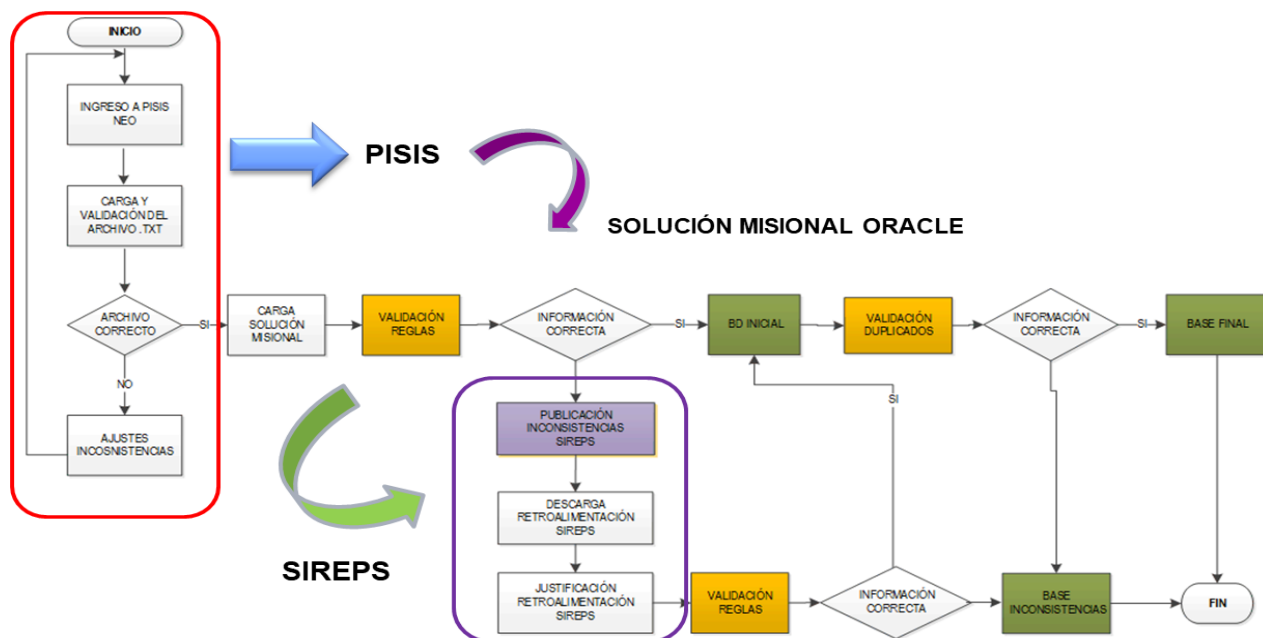 INICIO
INGRESO A PISIS
NEO
CARGA Y
VALIDACIÓN DEL
ARCHIVO .TXT
ARCHIVO
CORRECTO
SI
NO
AJUSTES
INCOSNISTENCIAS
PISIS
SOLUCIÓN MISIONAL ORACLE
CARGA
SOLUCIÓN
MISIONAL
VALIDACIÓN
REGLAS
INFORMACIÓN
CORRECTA
SI
BD INICIAL
VALIDACIÓN
DUPLICADOS
INFORMACIÓN
CORRECTA
SI
BASE FINAL
SIREPS
PUBLICACIÓN
INCONSISTENCIAS
SIREPS
DESCARGA
RETROALIMENTACIÓN
SIREPS
JUSTIFICACIÓN
RETROALIMENTACIÓN
SIREPS
VALIDACIÓN
REGLAS
INFORMACIÓN
CORRECTA
SI
BASE
INCONSISTENCIAS
FIN